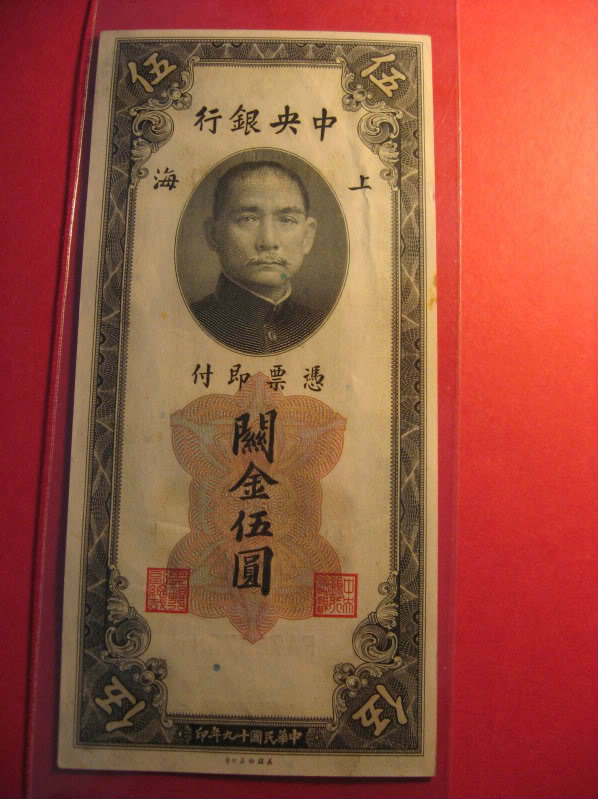 伍 伍
中央銀行
上海
憑票即付
關金伍圓
伍 伍
中華民國十九年印